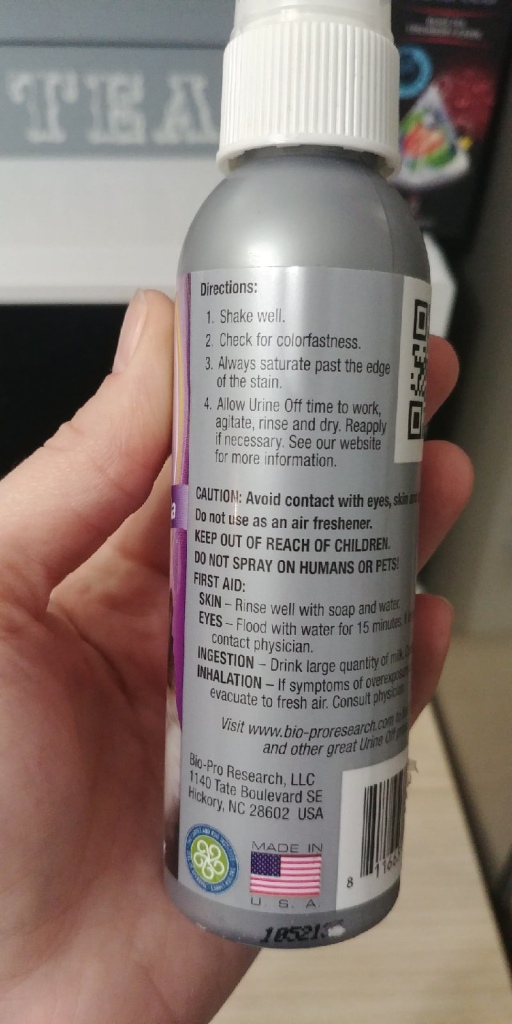 TEA
Directions:
1. Shake well.
2. Check for colorfastness.
3. Always saturate past the edge
of the stain.
4. Allow Urine Off time to work,
agitate, rinse and dry. Reapply
if necessary. See our website
for more information.
CAUTION: Avoid contact with eyes, skin
Do not use as an air freshener.
KEEP OUT OF REACH OF CHILDREN.
DO NOT SPRAY ON HUMANS OR PETS!
FIRST AID:
SKIN – Rinse well with soap and water.
EYES – Flood with water for 15 minutes.
contact physician.
INGESTION – Drink large quantity of milk.
INHALATION – If symptoms of
evacuate to fresh air. Consult
Visit www.bio-proresearch.com
and other great Urine Off
Bio-Pro Research, LLC
1140 Tate Boulevard SE
Hickory, NC 28602 USA
MADE IN
U.S.A.
8